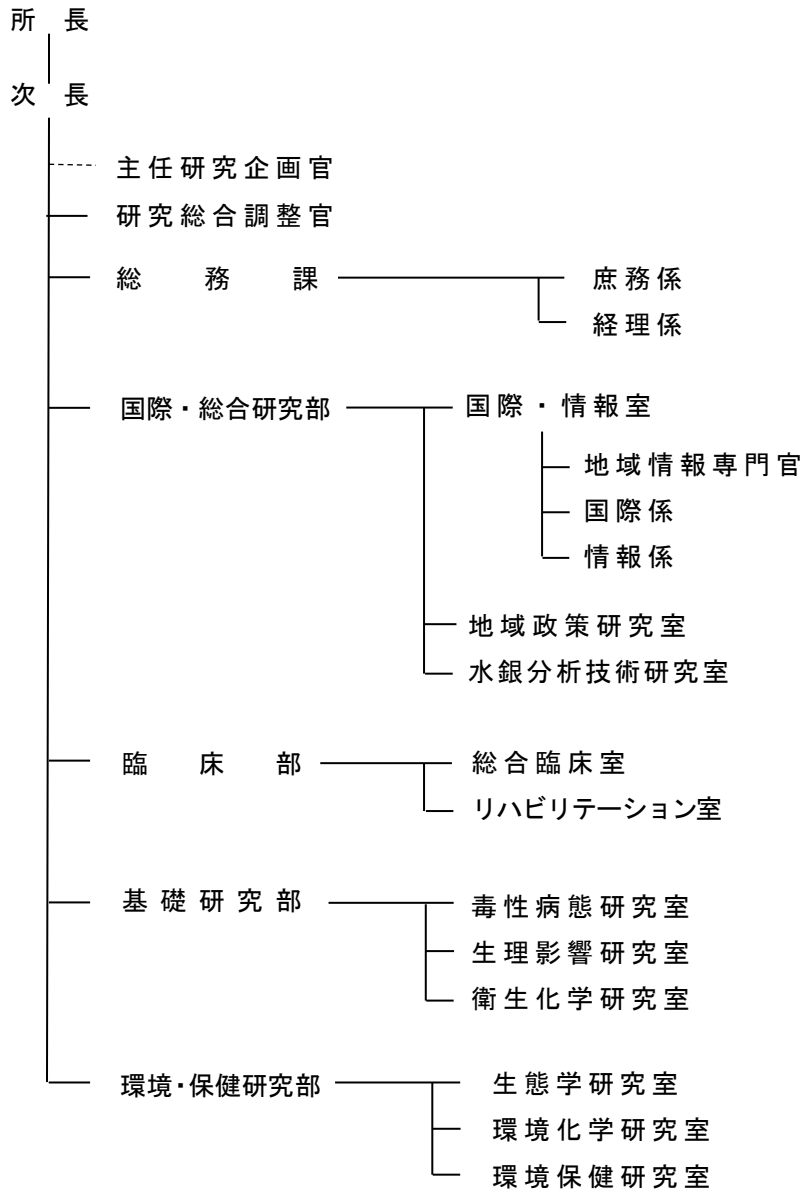 所長
次長
主任研究企画官
研究総合調整官
総務課
庶務係
経理係
国際・総合研究部
国際・情報室
地域情報専門官
国際係
情報係
地域政策研究室
水銀分析技術研究室
臨床部
総合臨床室
リハビリテーション室
基礎研究部
毒性病態研究室
生理影響研究室
衛生化学研究室
環境・保健研究部
生態学研究室
環境化学研究室
環境保健研究室